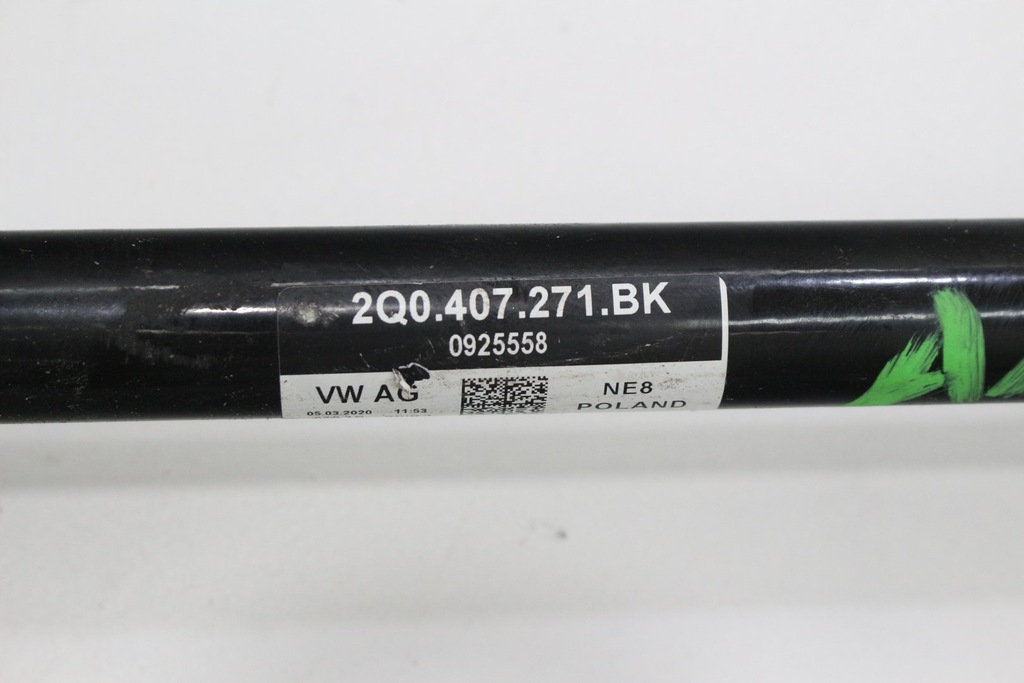 2Q0.407.271.BK
0925558
VW AG
NE8
05.03.2020 11:53
POLAND